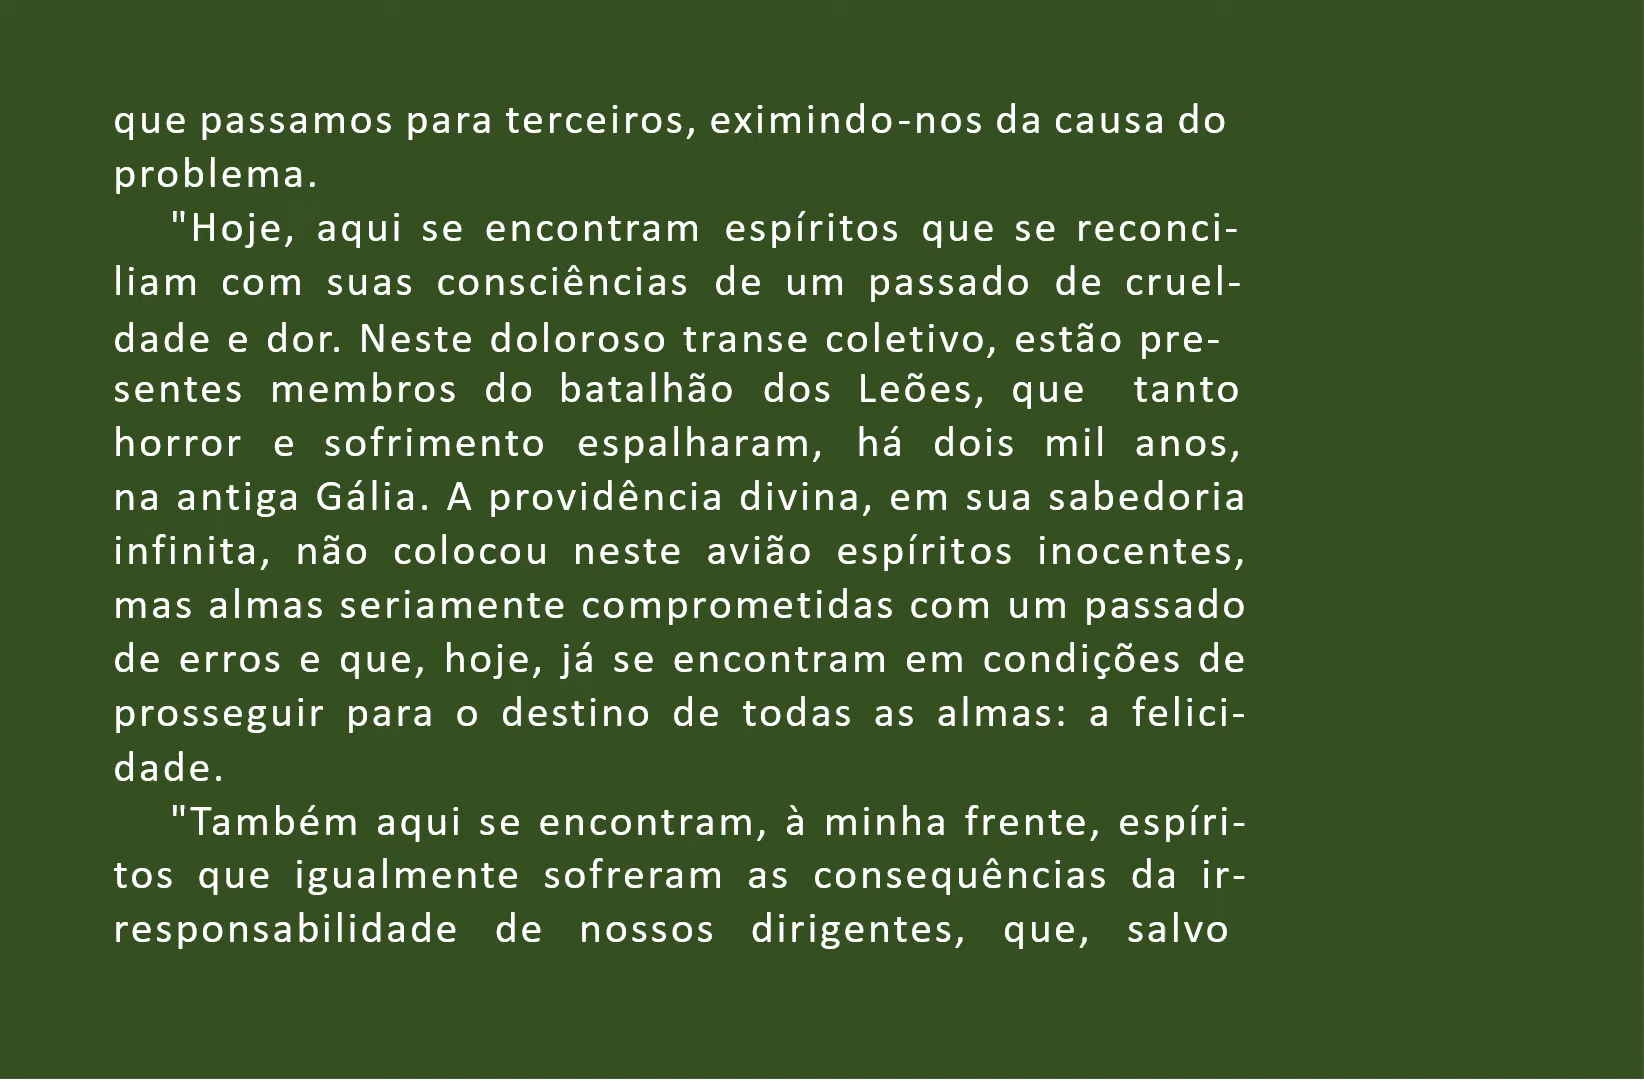 que passamos para terceiros, eximindo-nos da causa do
problema.
"Hoje, aqui se encontram espíritos que se reconci-
liam com suas consciências de um passado de cruel-
dade e dor. Neste doloroso transe coletivo, estão pre-
sentes membros do batalhão dos Leões, que tanto
horror e sofrimento espalharam, há dois mil anos,
na antiga Gália. A providência divina, em sua sabedoria
infinita, não colocou neste avião espíritos inocentes,
mas almas seriamente comprometidas com um passado
de erros e que, hoje, já se encontram em condições de
prosseguir para o destino de todas as almas: a felici-
dade.
"Também aqui se encontram, à minha frente, espíri-
tos que igualmente sofreram as consequências da ir-
responsabilidade de nossos dirigentes, que, salvo